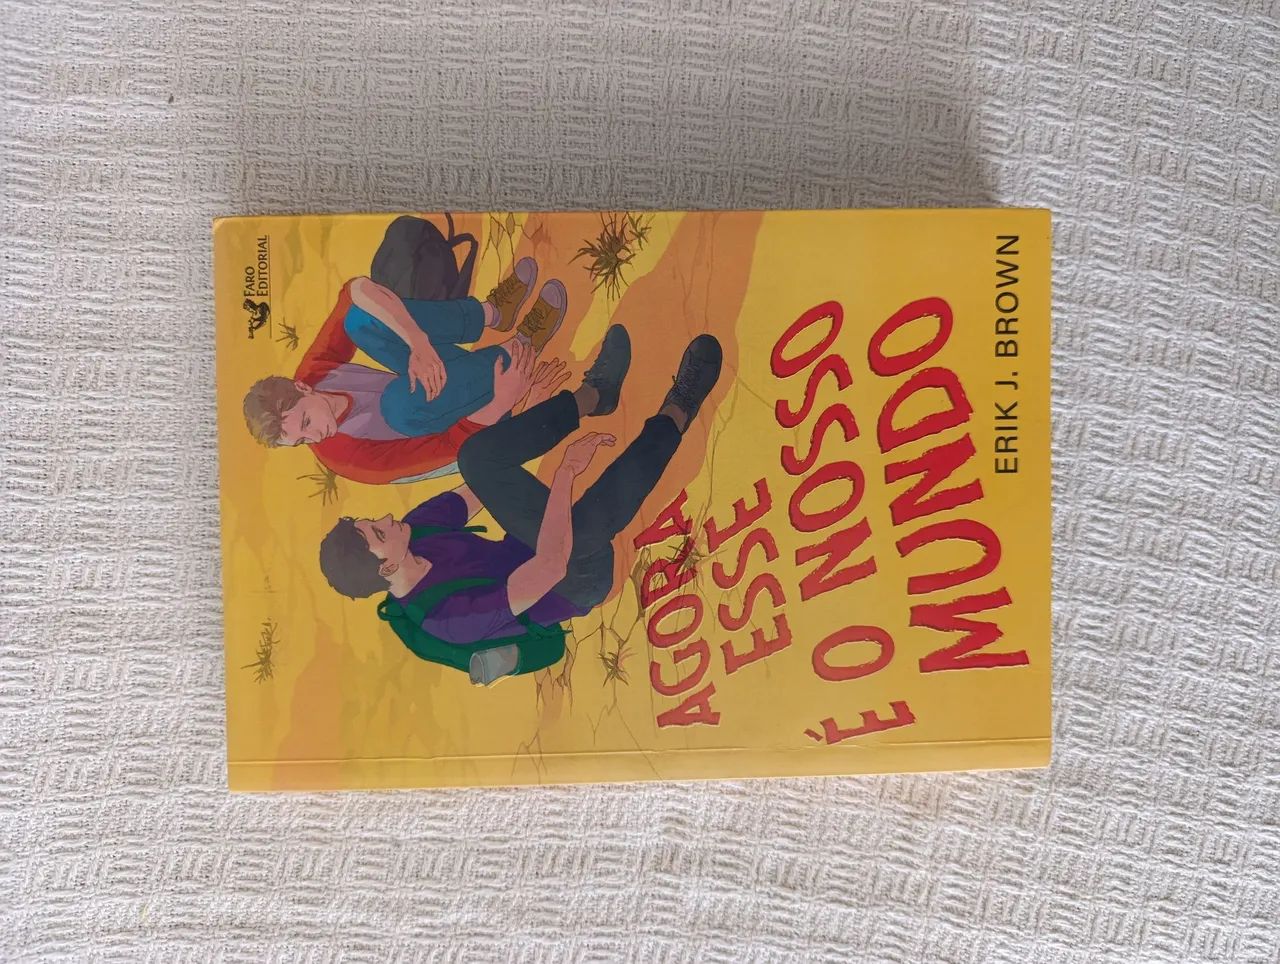 AGORA
ESSE
É O NOSSO
MUNDO
ERIK J. BROWN
FARO
EDITORIAL